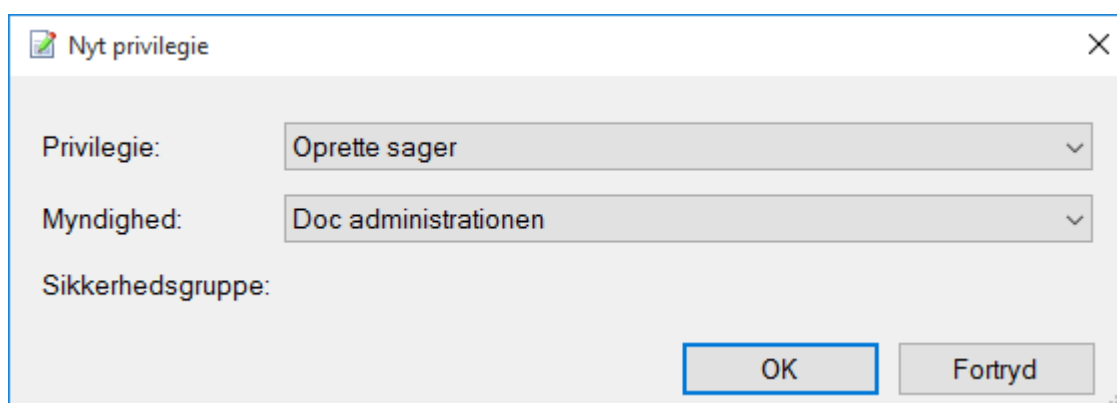 Nyt privilegie
Privilegie: Oprette sager
Myndighed: Doc administrationen
Sikkerhedsgruppe:
OK Fortryd